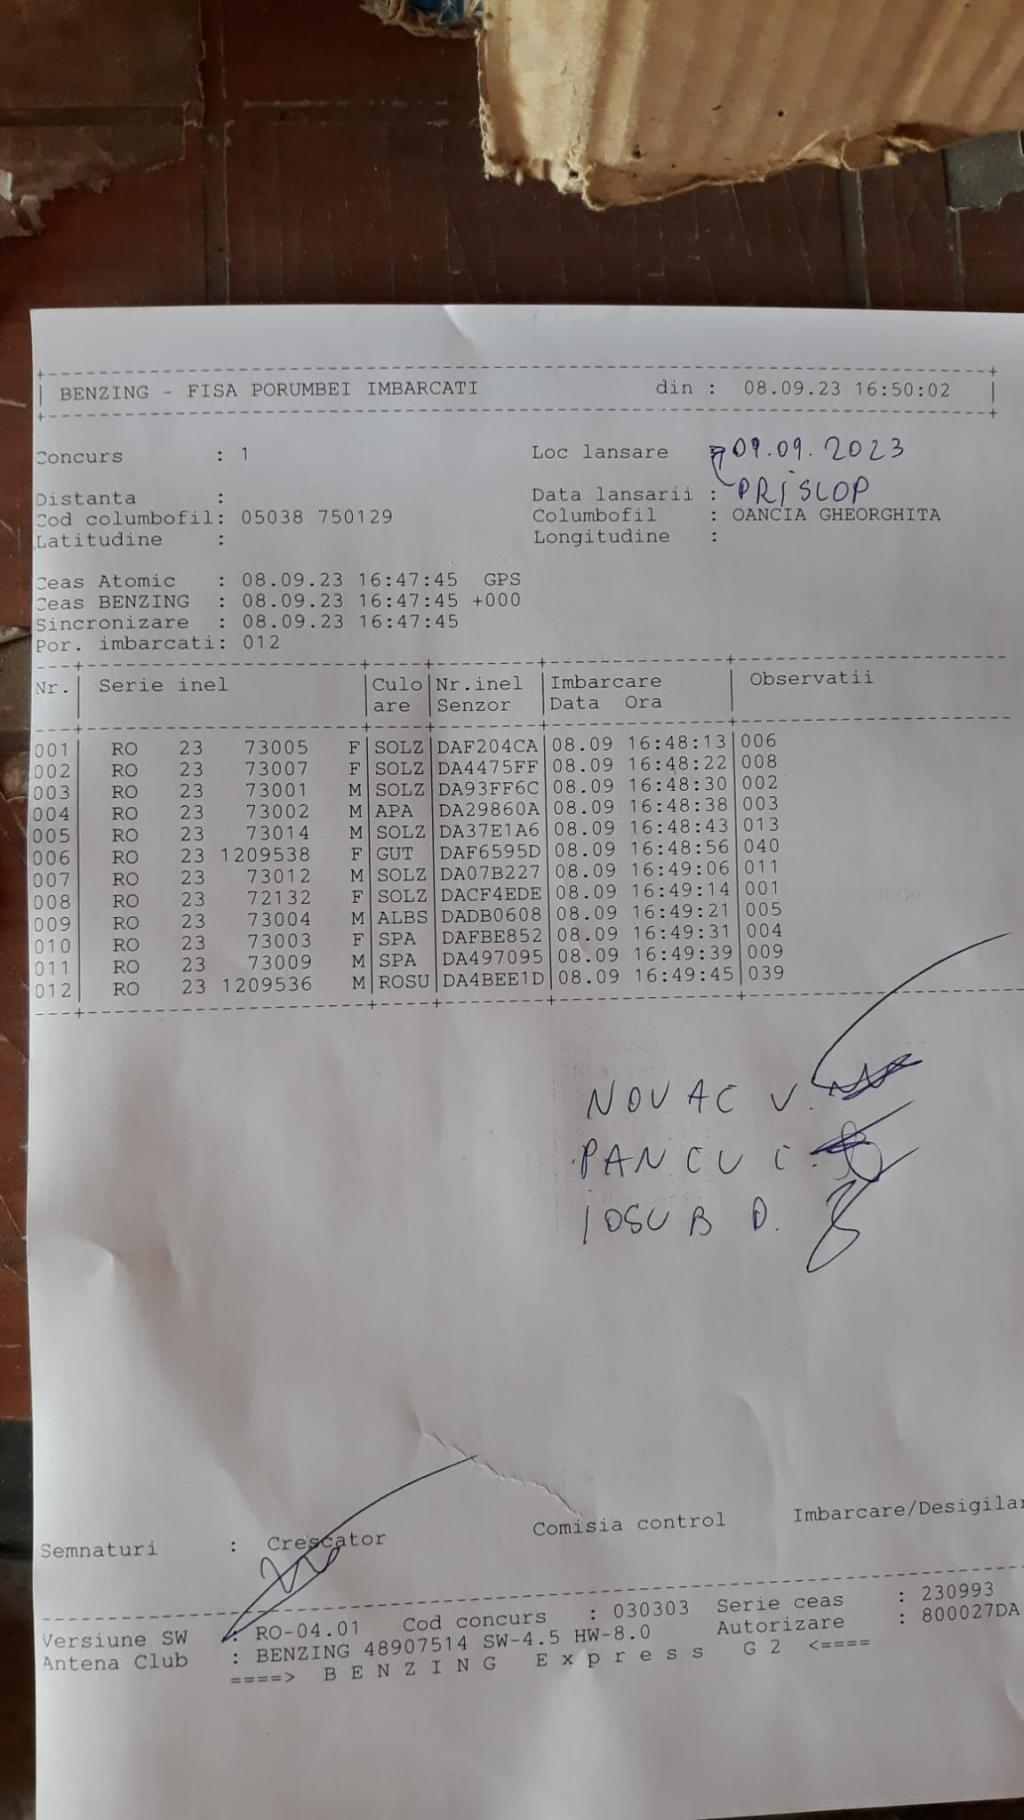 BENZING - FISA PORUMBEI IMBARCATI din : 08.09.23 16:50:02
Concurs : 1 Loc lansare 09.09.2023
Distanta : Data lansarii : PRISLOP
Cod columbofil: 05038 750129 Columbofil : OANCIA GHEORGHITA
Latitudine : Longitudine :
Ceas Atomic : 08.09.23 16:47:45 GPS
Ceas BENZING : 08.09.23 16:47:45 +000
Sincronizare : 08.09.23 16:47:45
Por. imbarcati: 012
Nr.| Serie inel |Culo|Nr.inel |Imbarcare | Observatii
| |are |Senzor |Data Ora |
001| RO 23 73005 F|SOLZ|DAF204CA|08.09 16:48:13|006
002| RO 23 73007 F|SOLZ|DA4475FF|08.09 16:48:22|008
003| RO 23 73001 M|SOLZ|DA93FF6C|08.09 16:48:30|002
004| RO 23 73002 M|APA |DA29860A|08.09 16:48:38|003
005| RO 23 73014 M|SOLZ|DA37E1A6|08.09 16:48:43|013
006| RO 23 1209538 F|GUT |DAF6595D|08.09 16:48:56|040
007| RO 23 73012 M|SOLZ|DA07B227|08.09 16:49:06|011
008| RO 23 72132 F|SOLZ|DACF4EDE|08.09 16:49:14|001
009| RO 23 73004 M|ALBS|DADB0608|08.09 16:49:21|005
010| RO 23 73003 F|SPA |DAFBE852|08.09 16:49:31|004
011| RO 23 73009 M|SPA |DA497095|08.09 16:49:39|009
012| RO 23 1209536 M|ROSU|DA4BEE1D|08.09 16:49:45|039
NOVAC V.
PANCU C.
IOSUB D.
Semnaturi : Crescator Comisia control Imbarcare/Desigilar
Versiune SW : RO-04.01 Cod concurs : 030303 Serie ceas : 230993
Antena Club : BENZING 48907514 SW-4.5 HW-8.0 Autorizare : 800027DA
====> B E N Z I N G E x p r e s s G 2 <====